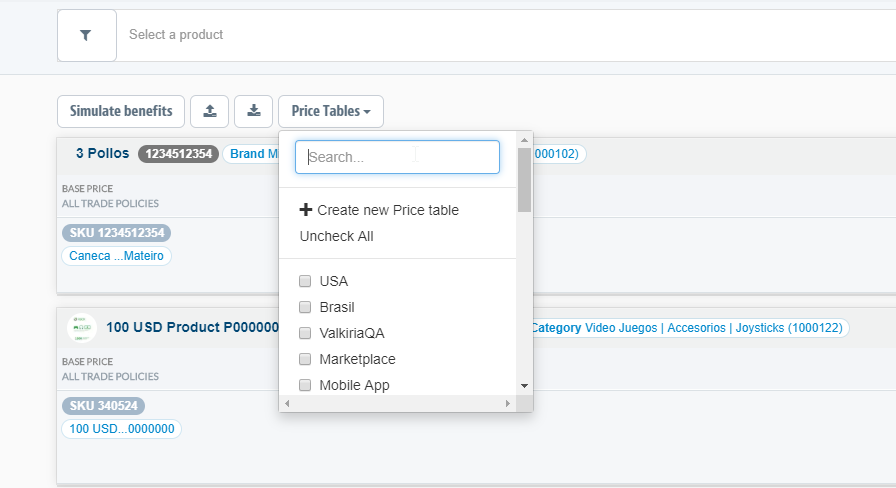 Select a product
Simulate benefits
Price Tables
3 Pollos 1234512354 Brand M 000102)
Search...
BASE PRICE
ALL TRADE POLICIES
Create new Price table
Uncheck All
SKU 1234512354
Caneca ...Mateiro
USA
Brasil
ValkiriaQA
Marketplace
Mobile App
100 USD Product P000000 Category Video Juegos | Accesorios | Joysticks (1000122)
BASE PRICE
ALL TRADE POLICIES
SKU 340524
100 USD...0000000